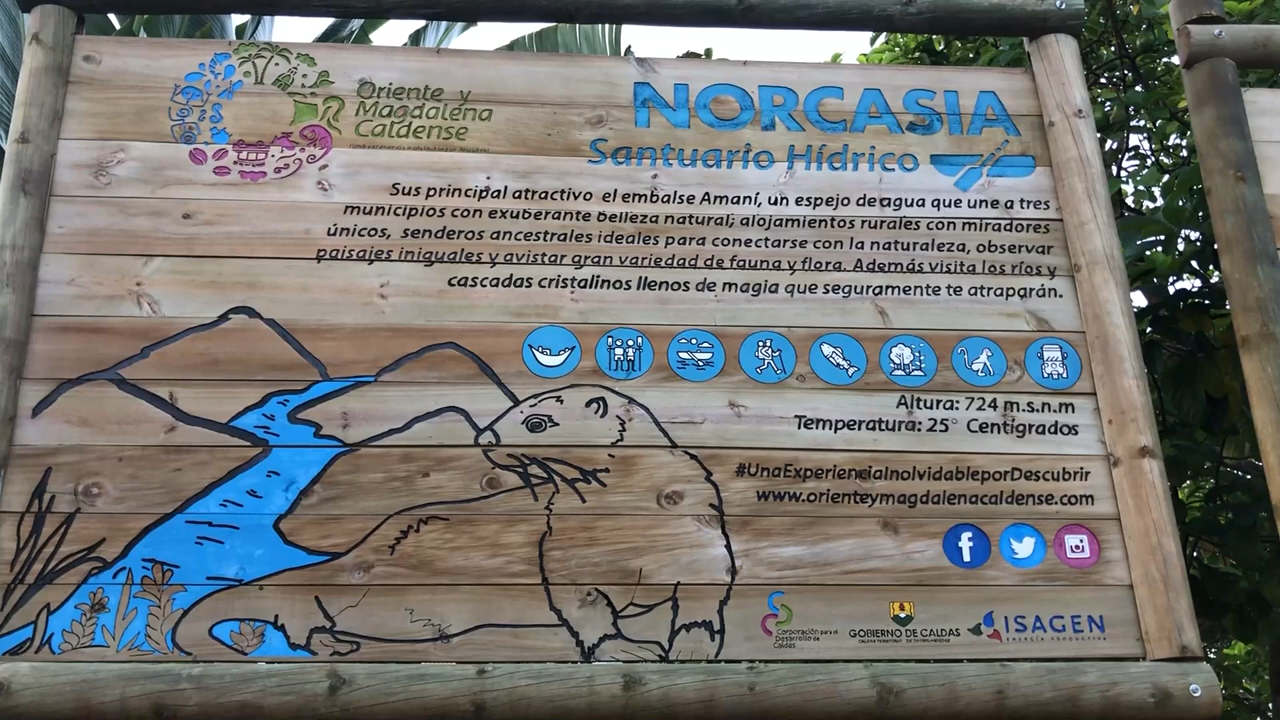 Oriente y
Magdalena
Caldense
NORCASIA
Santuario Hídrico
Sus principal atractivo el embalse Amaní, un espejo de agua que une a tres
municipios con exuberante belleza natural; alojamientos rurales con miradores
únicos, senderos ancestrales ideales para conectarse con la naturaleza, observar
paisajes iniguales y avistar gran variedad de fauna y flora. Además visita los ríos y
cascadas cristalinos llenos de magia que seguramente te atraparán.
Altura: 724 m.s.n.m
Temperatura: 25° Centígrados
#UnaExperienciaInolvidableporDescubrir
www.orienteymagdalenacaldense.com
Corporación para el
Desarrollo de
Caldas
GOBIERNO DE CALDAS
ISAGEN
ENERGÍA PRODUCTIVA